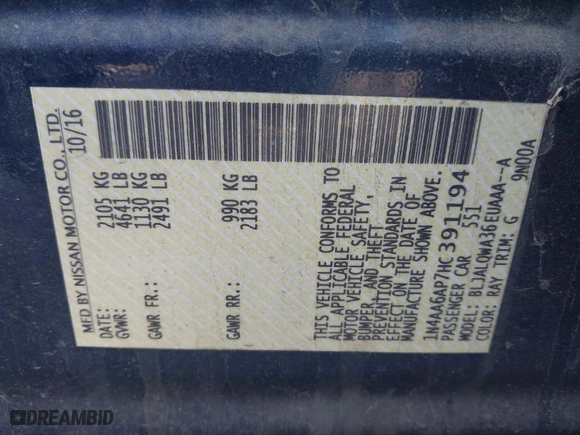 MFD BY NISSAN MOTOR CO., LTD.
DATE: 10/16
GVWR: 2105 KG
4641 LB
GAWR FR.: 1130 KG
2491 LB
GAWR RR.: 990 KG
2183 LB
THIS VEHICLE CONFORMS TO
ALL APPLICABLE FEDERAL
MOTOR VEHICLE SAFETY,
BUMPER, AND THEFT
PREVENTION STANDARDS IN
EFFECT ON THE DATE OF
MANUFACTURE SHOWN ABOVE.
1N4AA6AP7HC391194
PASSENGER CAR 551
MODEL: BLJALQWA36EUAAA--A
COLOR: RAY TRIM: G 9N00A
DREAMBID